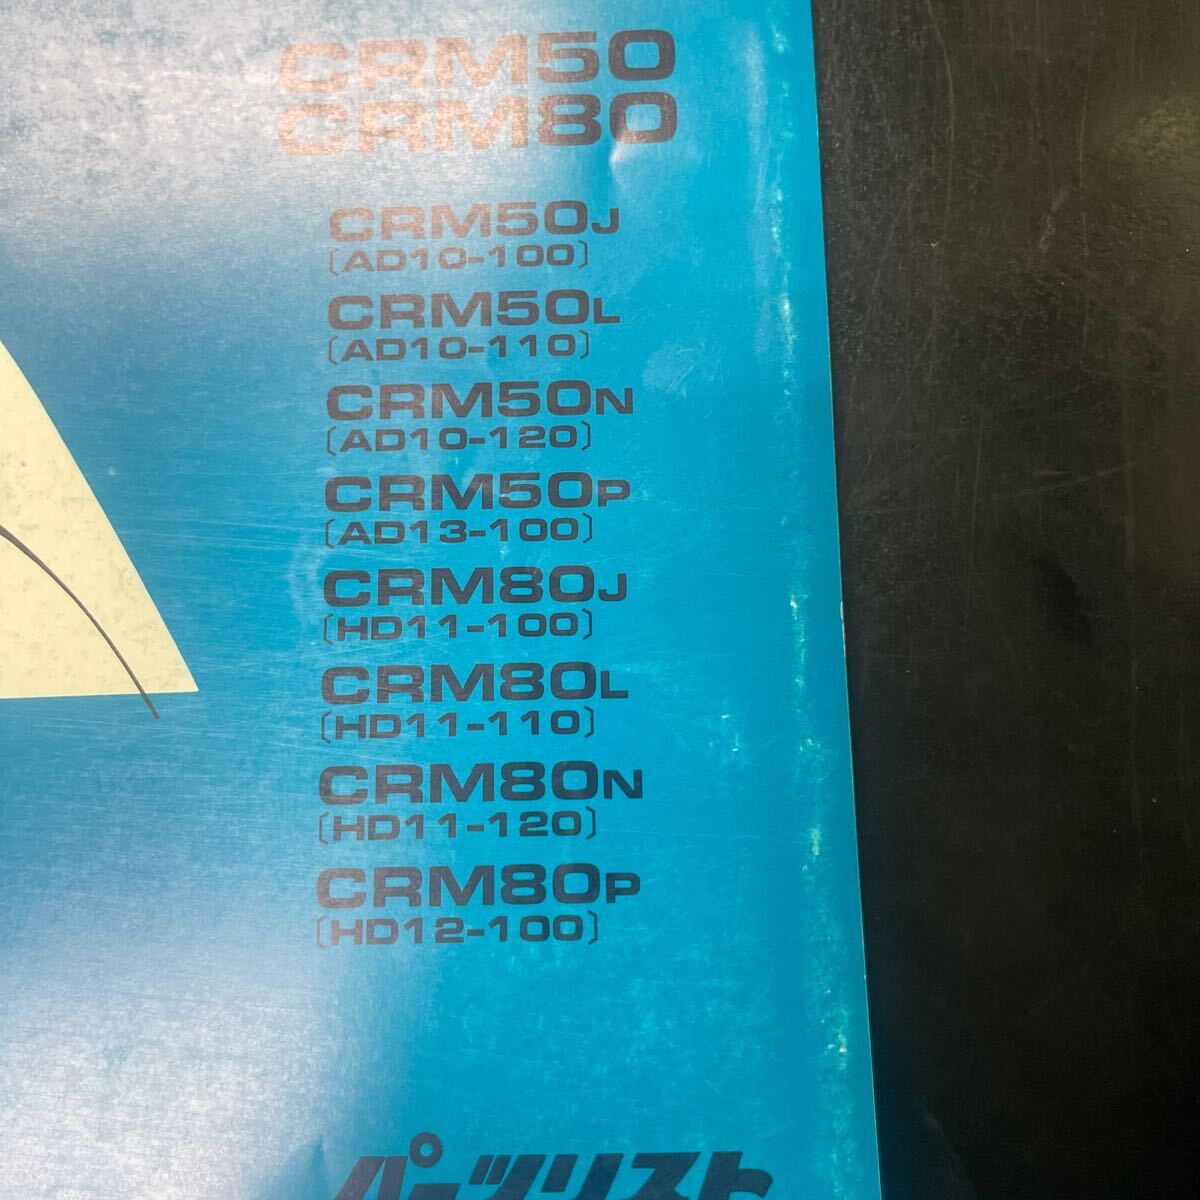 CRM50
CRM80
CRM50J
〔AD10-100〕
CRM50L
〔AD10-110〕
CRM50N
〔AD10-120〕
CRM50P
〔AD13-100〕
CRM80J
〔HD11-100〕
CRM80L
〔HD11-110〕
CRM80N
〔HD11-120〕
CRM80P
〔HD12-100〕
パーツリスト